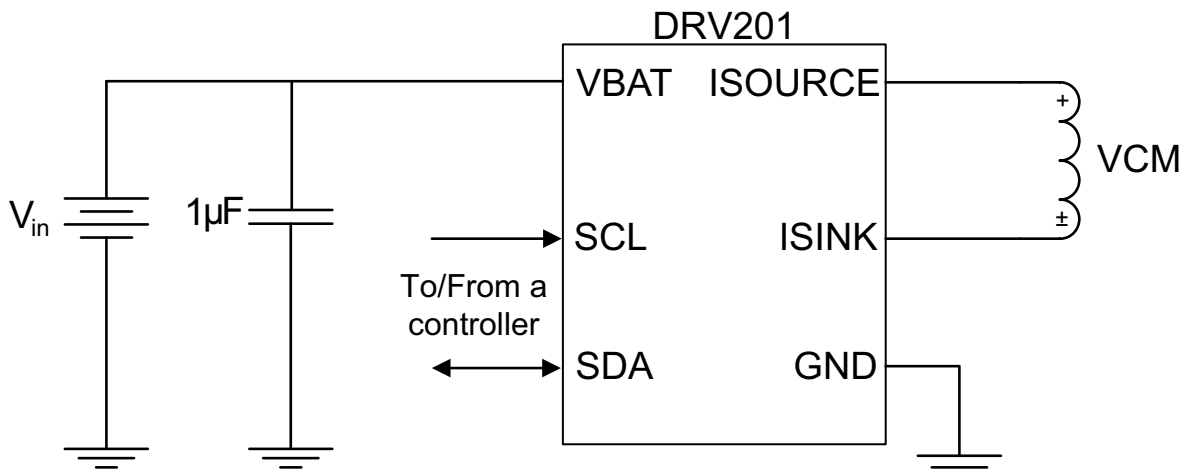 DRV201
VBAT ISOURCE
+
VCM
V_in
1µF
SCL
ISINK
±
To/From a
controller
SDA
GND